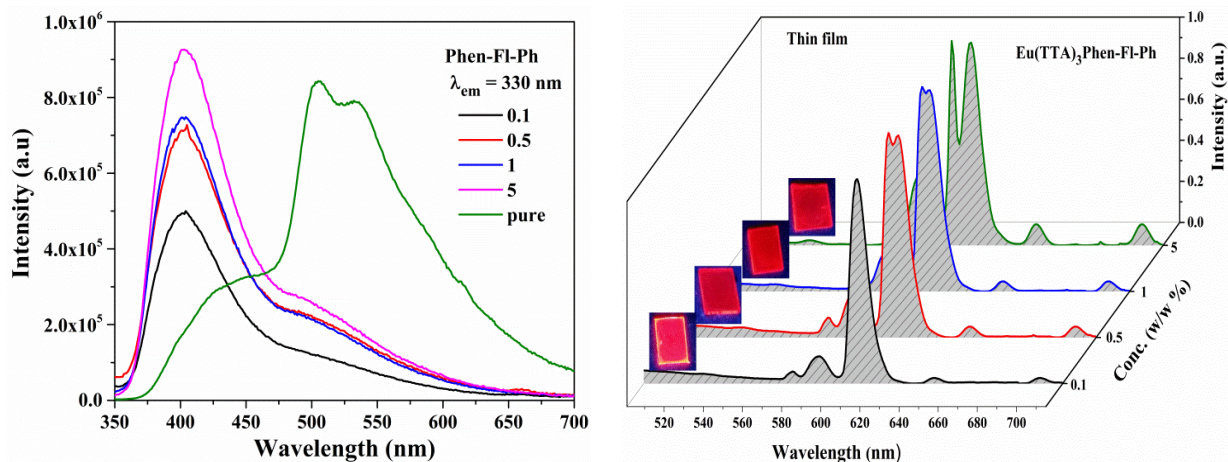 1.0x10⁶
8.0x10⁵
6.0x10⁵
4.0x10⁵
2.0x10⁵
0.0
Intensity (a.u)
350 400 450 500 550 600 650 700
Wavelength (nm)
Phen-Fl-Ph
λem = 330 nm
0.1
0.5
1
5
pure
Thin film
Eu(TTA)₃Phen-Fl-Ph
1.0
0.8
0.6
0.4
0.2
0.0
Intensity (a.u.)
5
1
0.5
0.1
Conc. (w/w %)
520 540 560 580 600 620 640 660 680 700
Wavelength (nm)